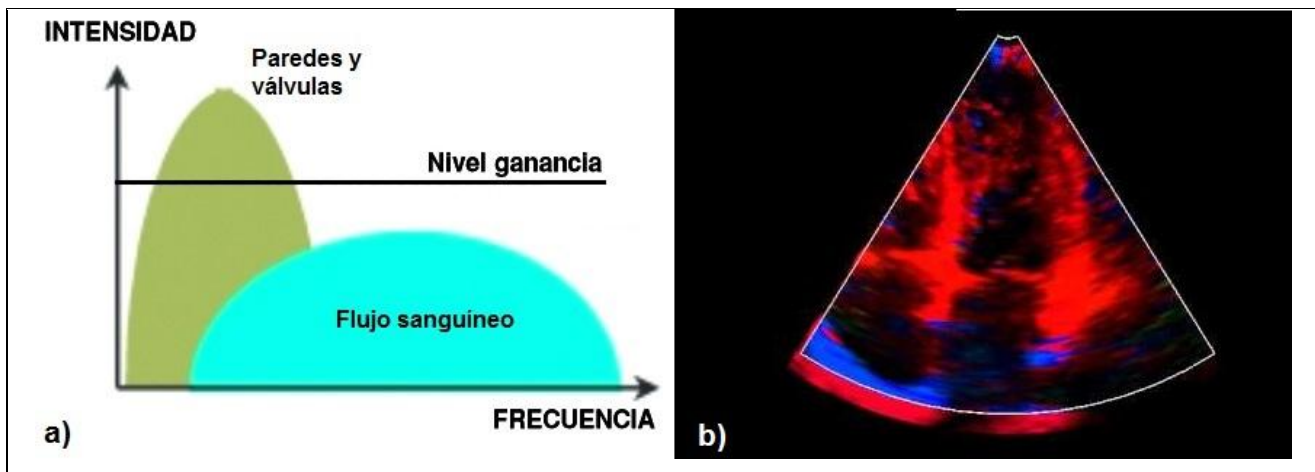 INTENSIDAD
Paredes y
válvulas
Nivel ganancia
Flujo sanguíneo
FRECUENCIA
a)
b)